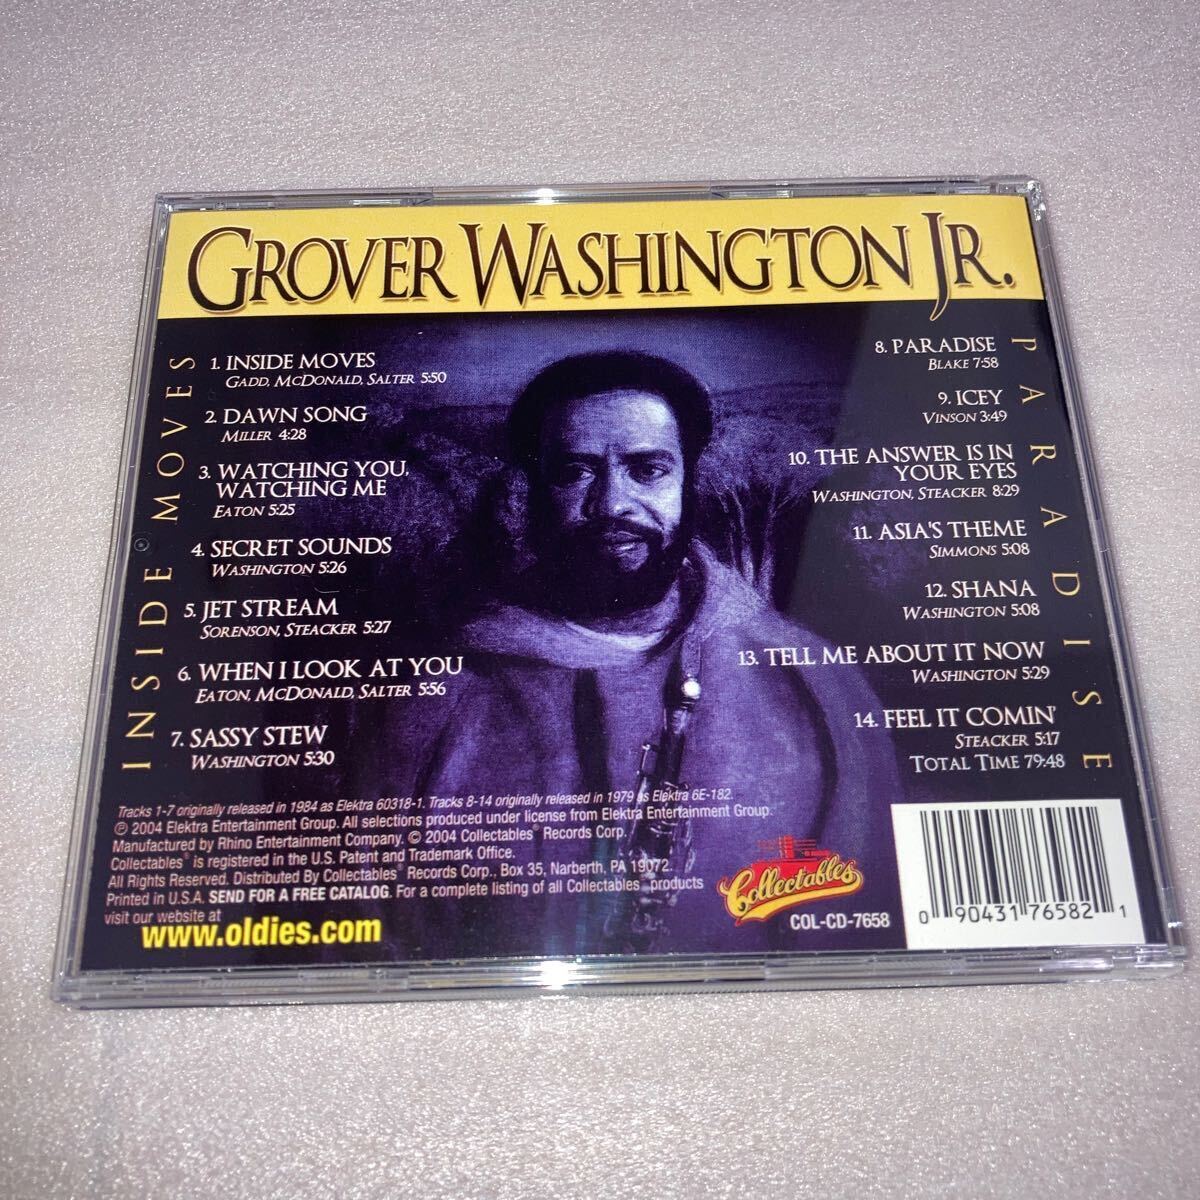 GROVER WASHINGTON JR.
INSIDE MOVES
1. INSIDE MOVES
GADD, MCDONALD, SALTER 5:50
2. DAWN SONG
MILLER 4:28
3. WATCHING YOU,
WATCHING ME
EATON 5:25
4. SECRET SOUNDS
WASHINGTON 5:26
5. JET STREAM
SORENSON, STEACKER 5:27
6. WHEN I LOOK AT YOU
EATON, MCDONALD, SALTER 5:56
7. SASSY STEW
WASHINGTON 5:30
PARADISE
8. PARADISE
BLAKE 7:58
9. ICEY
VINSON 3:49
10. THE ANSWER IS IN
YOUR EYES
WASHINGTON, STEACKER 8:29
11. ASIA'S THEME
SIMMONS 5:08
12. SHANA
WASHINGTON 5:08
13. TELL ME ABOUT IT NOW
WASHINGTON 5:29
14. FEEL IT COMIN'
STEACKER 5:17
TOTAL TIME 79:48
Tracks 1-7 originally released in 1984 as Elektra 60318-1. Tracks 8-14 originally released in 1979 as Elektra 6E-182.
℗ 2004 Elektra Entertainment Group. All selections produced under license from Elektra Entertainment Group.
Manufactured by Rhino Entertainment Company. © 2004 Collectables® Records Corp.
Collectables® is registered in the U.S. Patent and Trademark Office.
All Rights Reserved. Distributed By Collectables® Records Corp., Box 35, Narberth, PA 19072.
Printed in U.S.A. SEND FOR A FREE CATALOG. For a complete listing of all Collectables® products
visit our website at
www.oldies.com
Collectables
COL-CD-7658
0 90431 76582 1